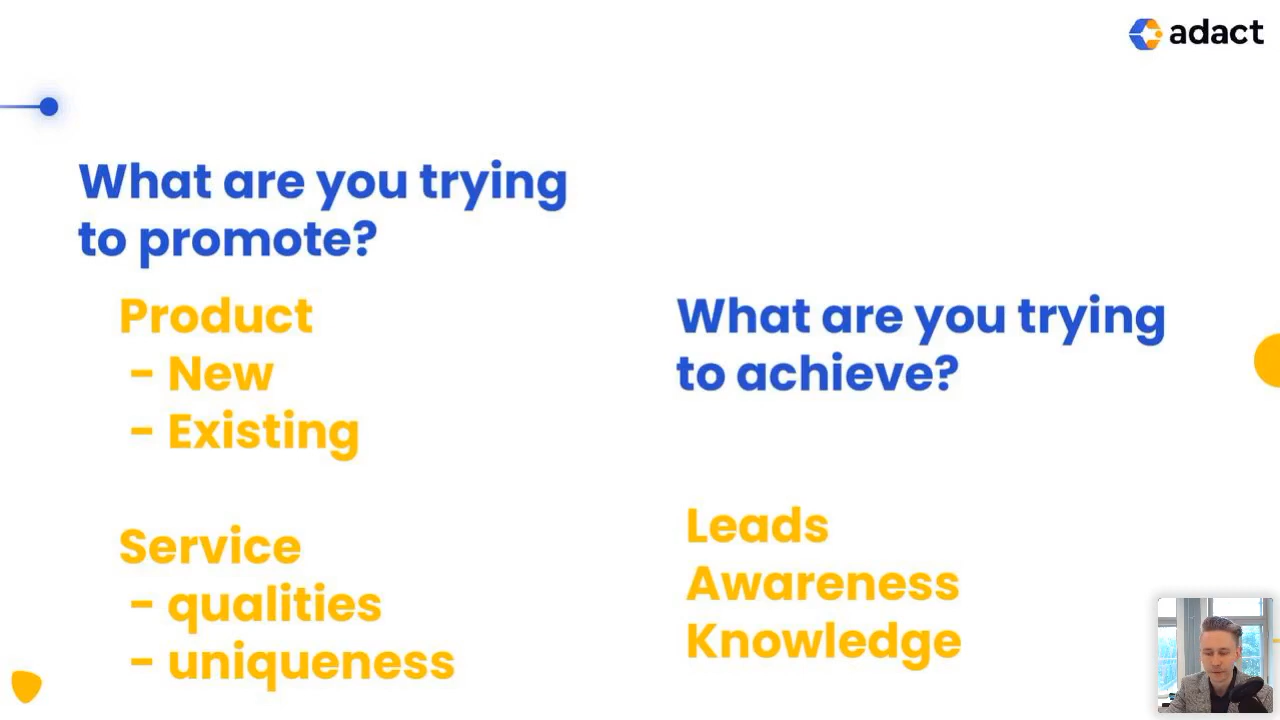 adact
What are you trying
to promote?
Product
- New
- Existing
Service
- qualities
- uniqueness
What are you trying
to achieve?
Leads
Awareness
Knowledge